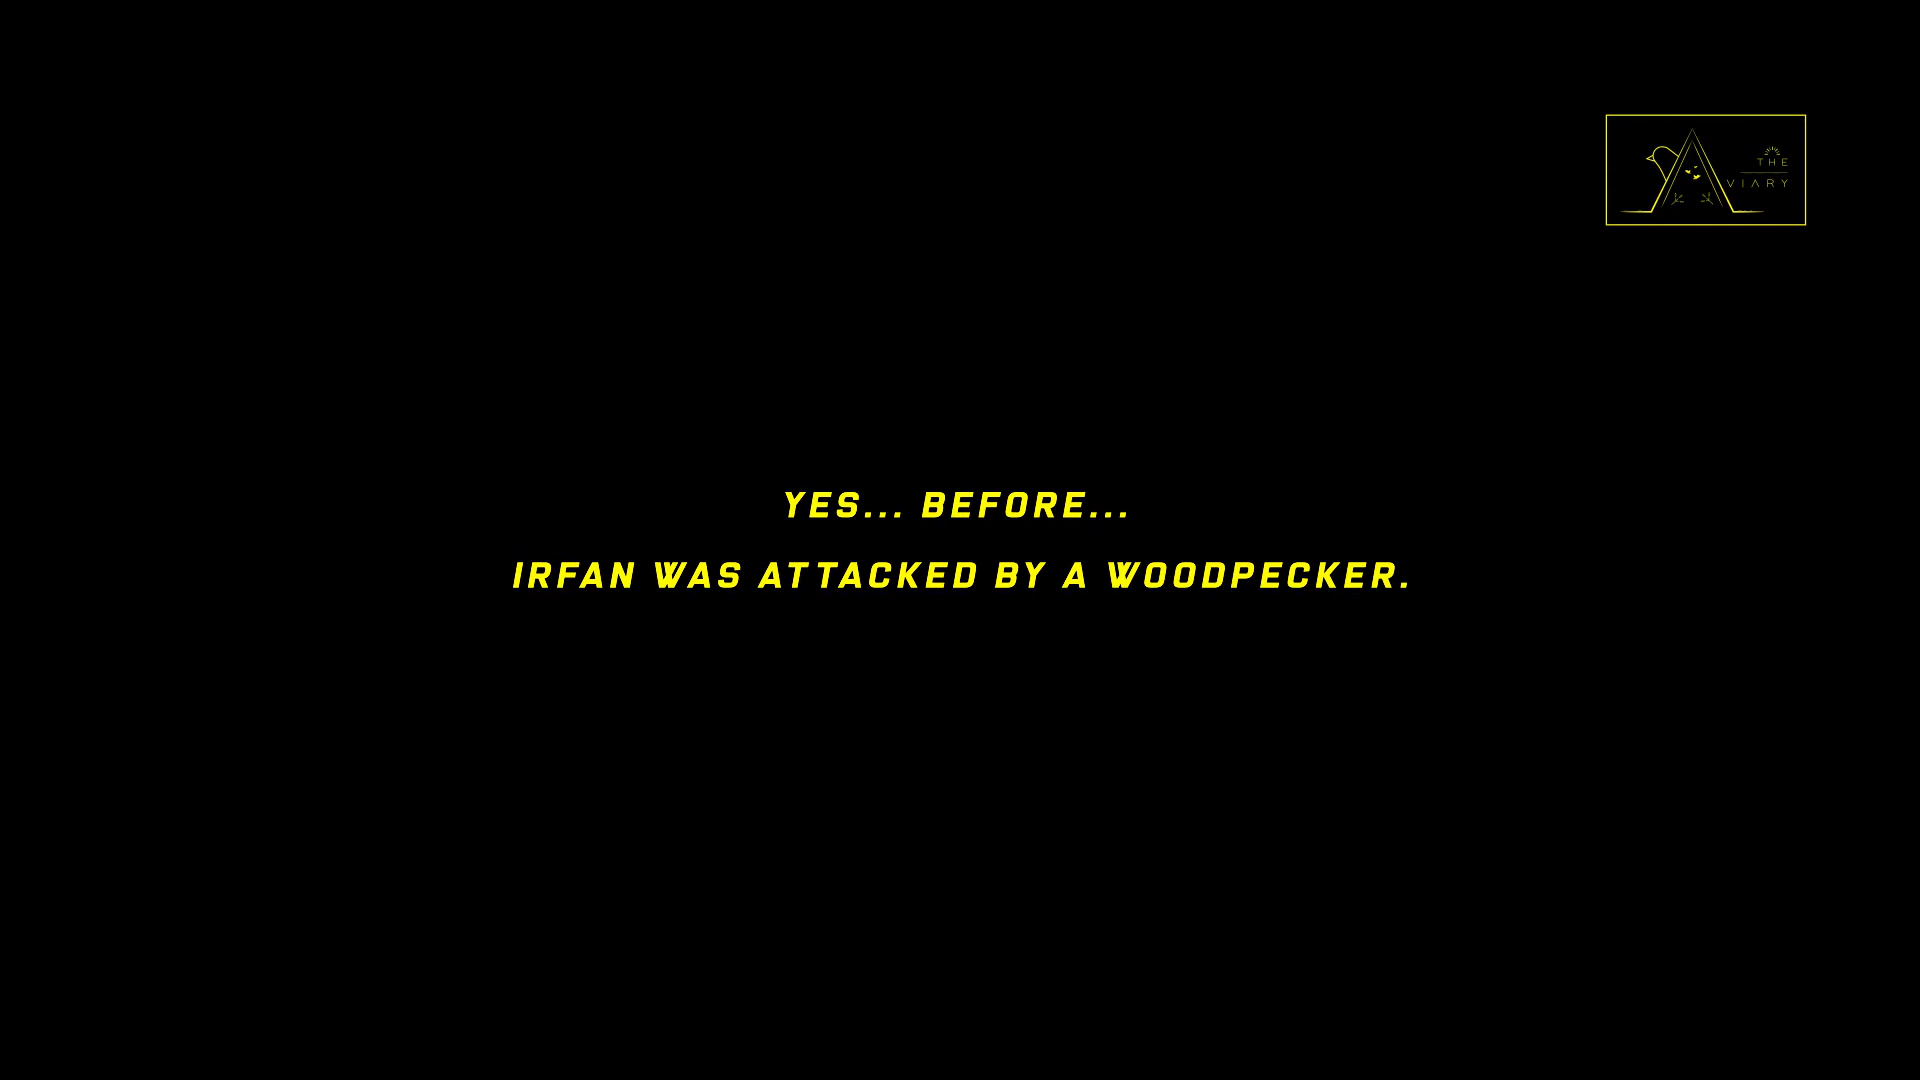 THE
VIARY
YES... BEFORE...
IRFAN WAS ATTACKED BY A WOODPECKER.